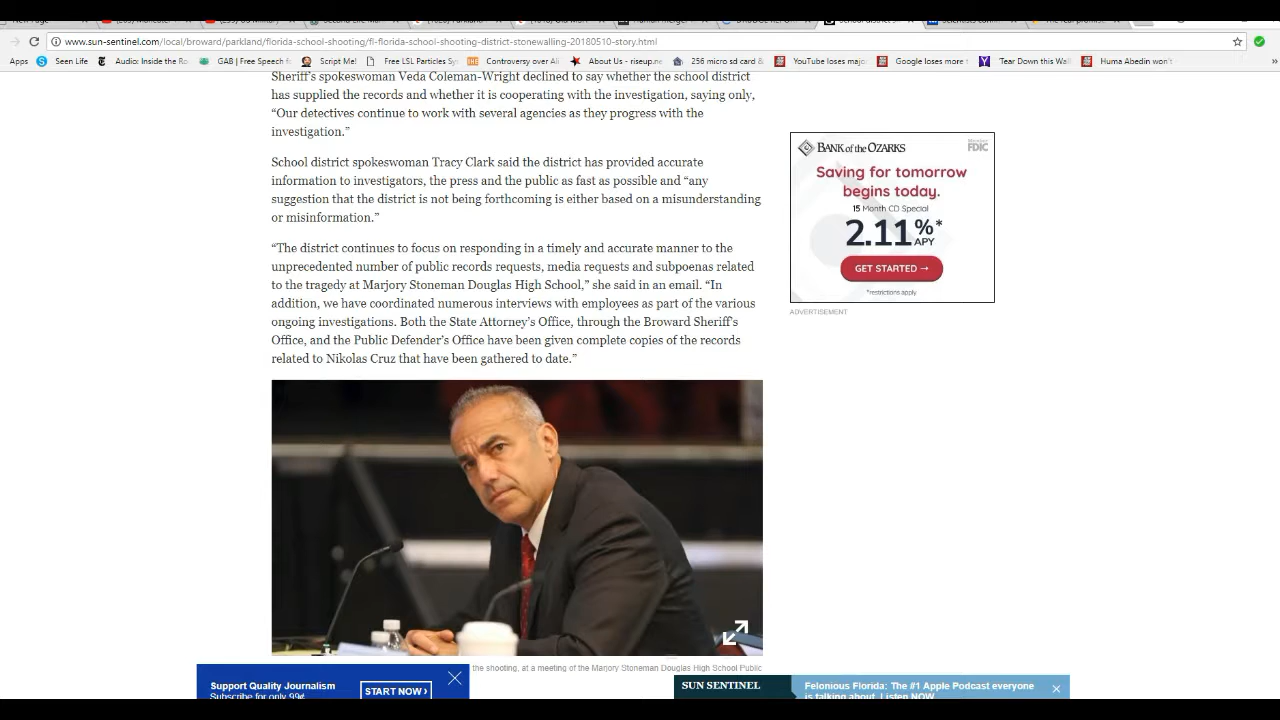 www.sun-sentinel.com/local/broward/parkland/florida-school-shooting/fl-florida-school-shooting-district-stonewalling-20180510-story.html
Apps Seen Life Audio: Inside the Ro GAB | Free Speech Fo Script Me! Free LSL Particles Sy Controversy over Ali About Us - riseup.ne 256 micro sd card & YouTube loses majo Google loses more t Tear Down this Wall Huma Abedin won't
Sheriff's spokeswoman Veda Coleman-Wright declined to say whether the school district
has supplied the records and whether it is cooperating with the investigation, saying only,
“Our detectives continue to work with several agencies as they progress with the
investigation.”
School district spokeswoman Tracy Clark said the district has provided accurate
information to investigators, the press and the public as fast as possible and “any
suggestion that the district is not being forthcoming is either based on a misunderstanding
or misinformation.”
“The district continues to focus on responding in a timely and accurate manner to the
unprecedented number of public records requests, media requests and subpoenas related
to the tragedy at Marjory Stoneman Douglas High School,” she said in an email. “In
addition, we have coordinated numerous interviews with employees as part of the various
ongoing investigations. Both the State Attorney’s Office, through the Broward Sheriff’s
Office, and the Public Defender’s Office have been given complete copies of the records
related to Nikolas Cruz that have been gathered to date.”
BANK of the OZARKS
FDIC
Saving for tomorrow
begins today.
15 Month CD Special
2.11%* APY
GET STARTED →
*restrictions apply
ADVERTISEMENT
the shooting, at a meeting of the Marjory Stoneman Douglas High School Public
Support Quality Journalism
Subscribe for only 99¢
START NOW ›
SUN SENTINEL
Felonious Florida: The #1 Apple Podcast everyone
is talking about. Listen NOW